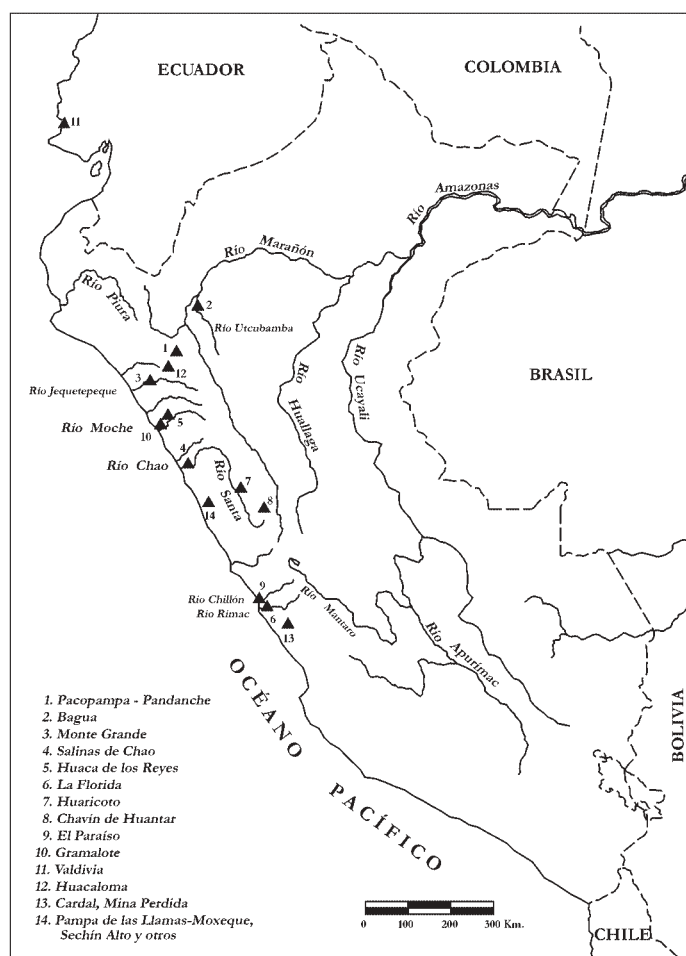 ECUADOR
COLOMBIA
11
Río Amazonas
Río Marañón
Río Piura
2
Río Utcubamba
1
12
3
Río Jequetepeque
Río Huallaga
Río Ucayali
BRASIL
5
Río Moche
10
4
Río Chao
Río Santa
7
8
14
9
Río Chillón
Río Rimac
6
13
Río Mantaro
Río Apurímac
OCÉANO PACÍFICO
BOLIVIA
1. Pacopampa - Pandanche
2. Bagua
3. Monte Grande
4. Salinas de Chao
5. Huaca de los Reyes
6. La Florida
7. Huaricoto
8. Chavín de Huantar
9. El Paraíso
10. Gramalote
11. Valdivia
12. Huacaloma
13. Cardal, Mina Perdida
14. Pampa de las Llamas-Moxeque,
Sechín Alto y otros
0 100 200 300 Km.
CHILE